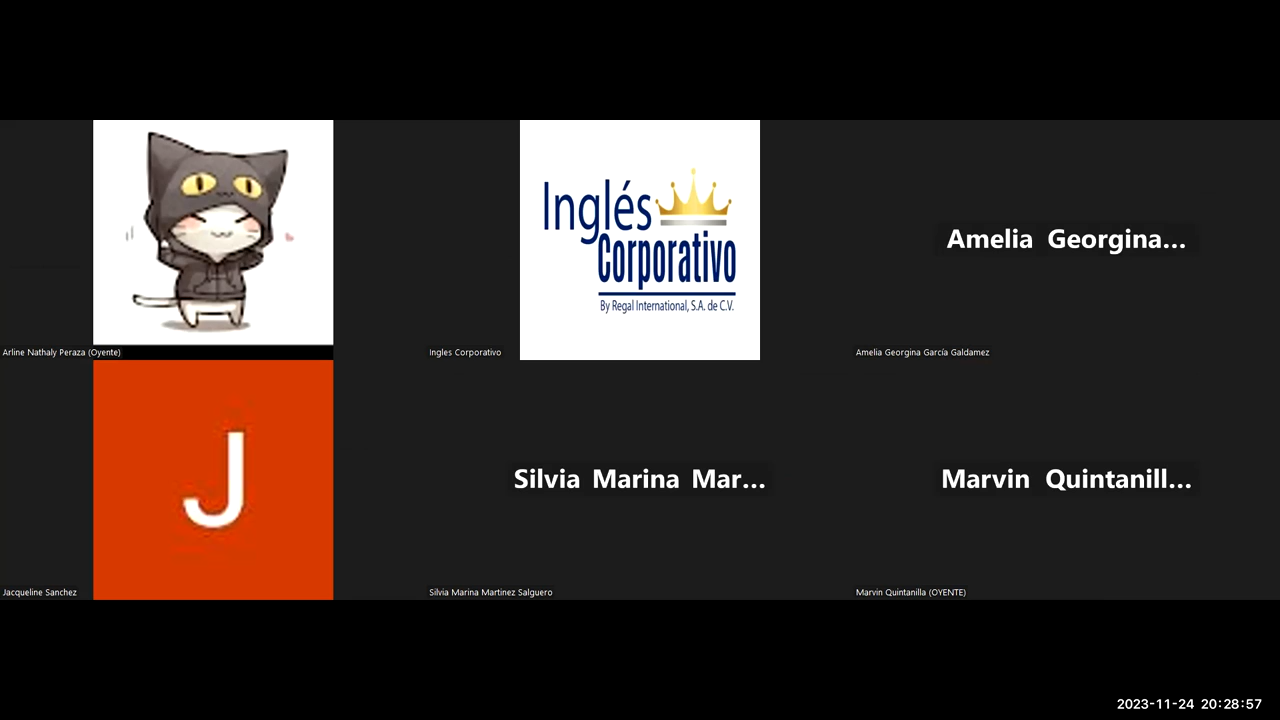 Inglés
Corporativo
By Regal International, S.A. de C.V.
Amelia Georgina...
Arline Nathaly Peraza (Oyente)
Ingles Corporativo
Amelia Georgina García Galdamez
J
Silvia Marina Mar...
Marvin Quintanill...
Jacqueline Sanchez
Silvia Marina Martinez Salguero
Marvin Quintanilla (OYENTE)
2023-11-24 20:28:57